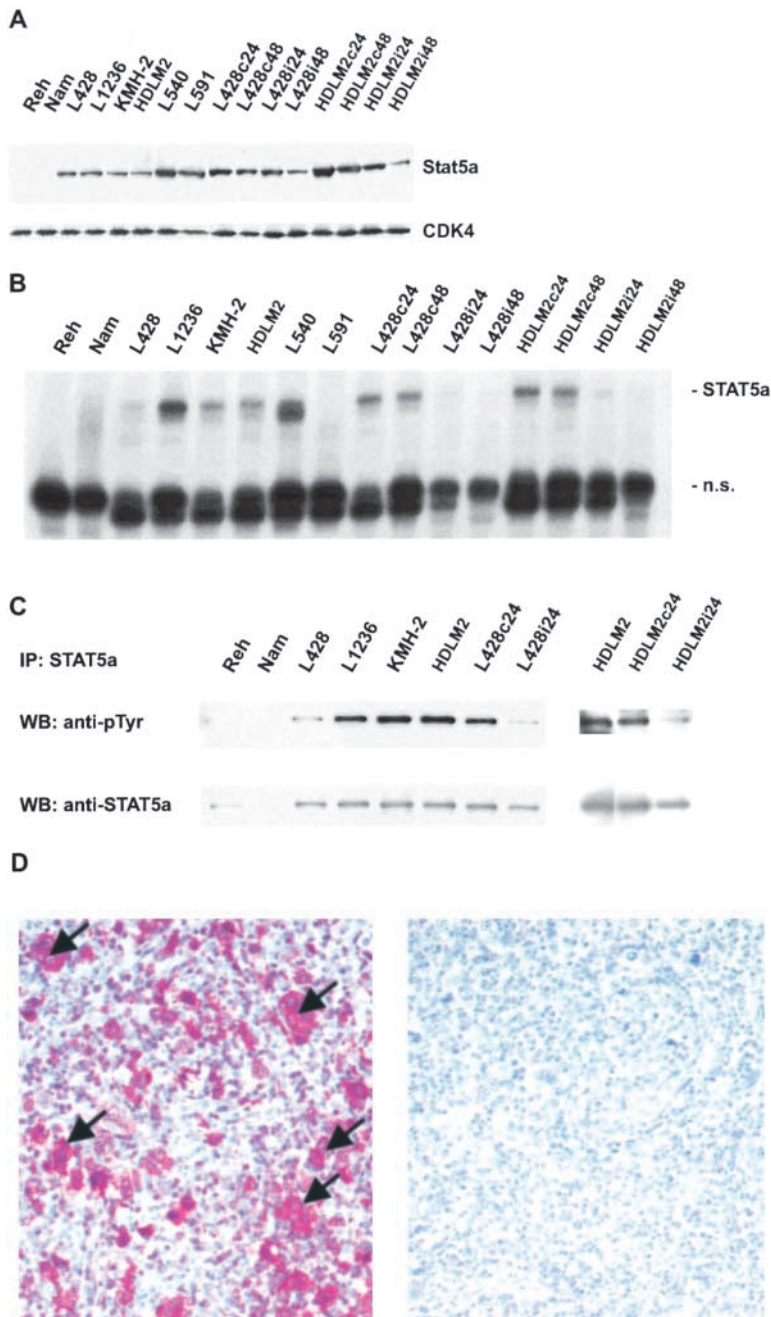 A
Reh Nam L428 L1236 KMH-2 HDLM2 L540 L591 L428c24 L428c48 L428i24 L428i48 HDLM2c24 HDLM2c48 HDLM2i24 HDLM2i48
Stat5a
CDK4
B
Reh Nam L428 L1236 KMH-2 HDLM2 L540 L591 L428c24 L428c48 L428i24 L428i48 HDLM2c24 HDLM2c48 HDLM2i24 HDLM2i48
- STAT5a
- n.s.
C
IP: STAT5a Reh Nam L428 L1236 KMH-2 HDLM2 L428c24 L428i24 HDLM2 HDLM2c24 HDLM2i24
WB: anti-pTyr
WB: anti-STAT5a
D